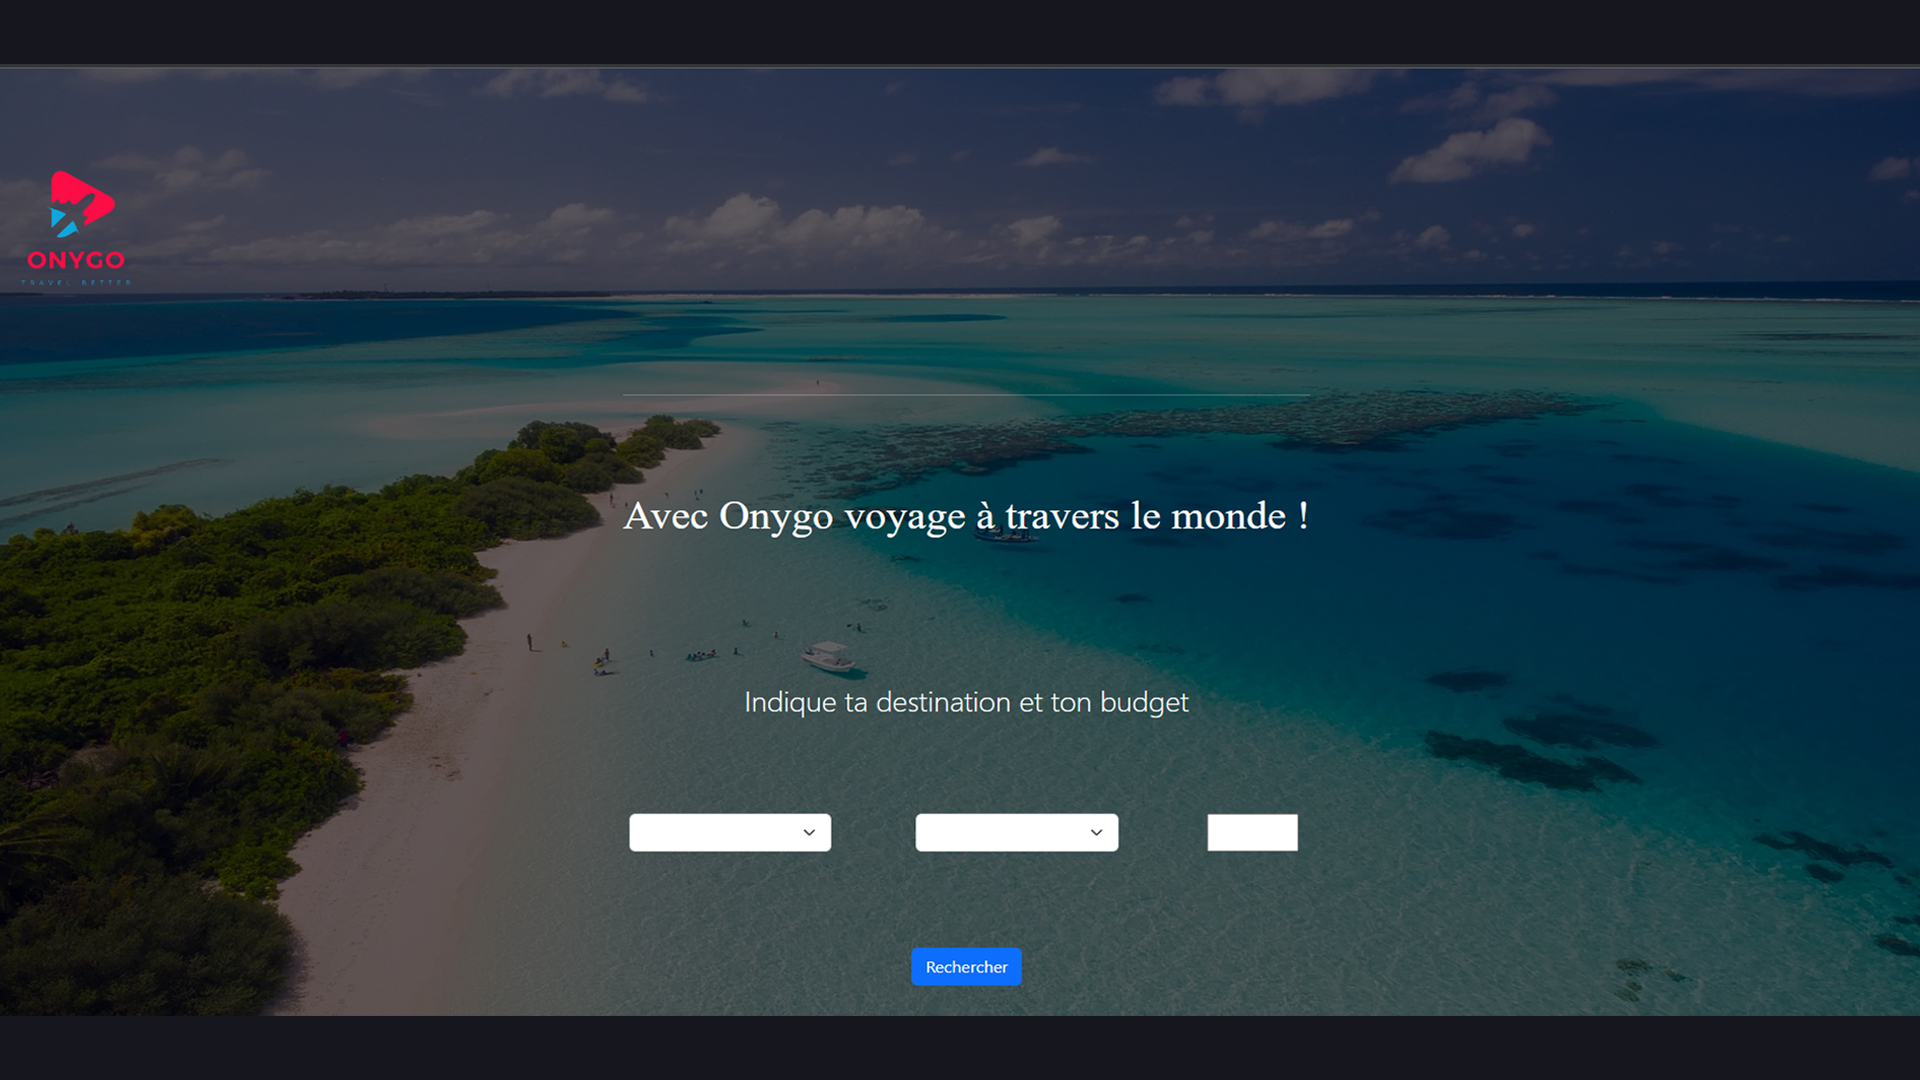 ONYGO
TRAVEL BETTER
Avec Onygo voyage à travers le monde !
Indique ta destination et ton budget
Rechercher